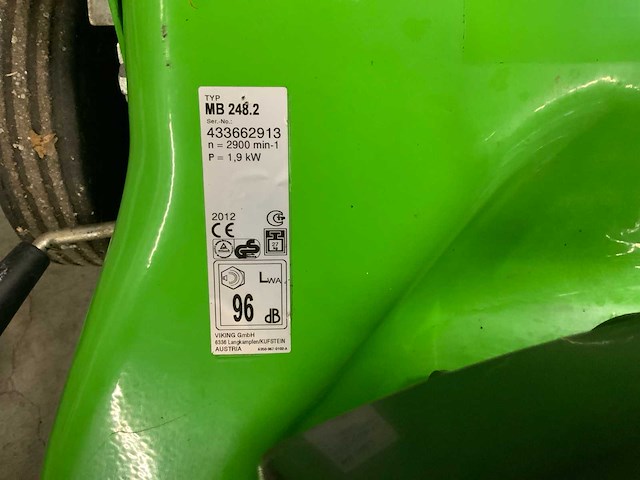 TYP
MB 248.2
Ser.-No.:
433662913
n = 2900 min-1
P = 1,9 kW
2012
CE
LWA
96 dB
VIKING GmbH
6336 Langkampfen/KUFSTEIN
AUSTRIA